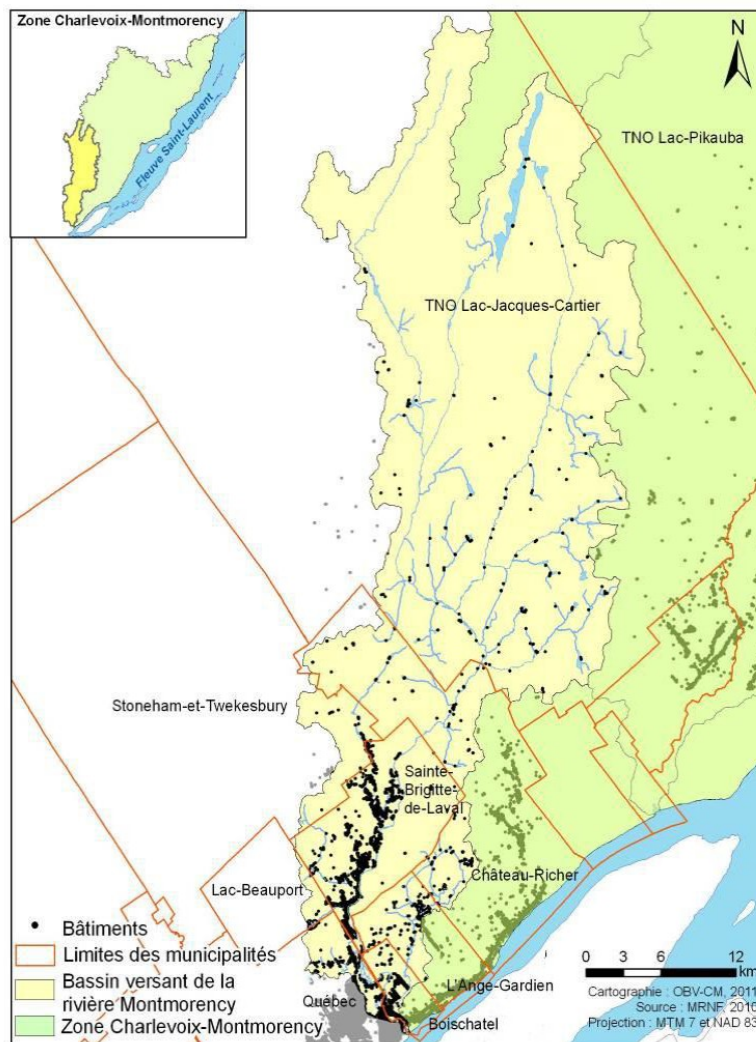 Zone Charlevoix-Montmorency
Fleuve Saint-Laurent
N
TNO Lac-Pikauba
TNO Lac-Jacques-Cartier
Stoneham-et-Twekesbury
Sainte-
Brigitte-
de-Laval
Lac-Beauport
Château-Richer
L'Ange-Gardien
Québec
Boischatel
Bâtiments
Limites des municipalités
Bassin versant de la
rivière Montmorency
Zone Charlevoix-Montmorency
0 3 6 12
km
Cartographie : OBV-CM, 2011
Source : MRNF, 2010
Projection : MTM 7 et NAD 83